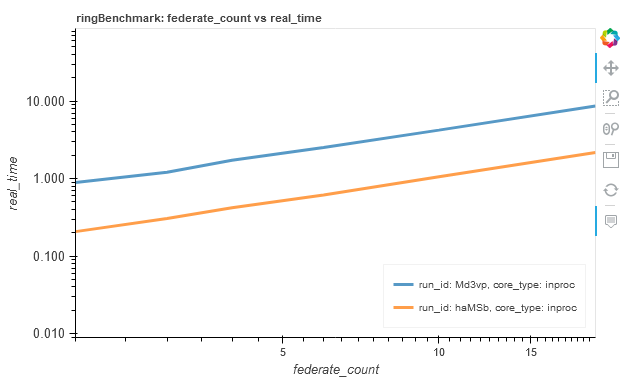 ringBenchmark: federate_count vs real_time
10.000
1.000
0.100
0.010
real_time
run_id: Md3vp, core_type: inproc
run_id: haMSb, core_type: inproc
5
10
15
federate_count